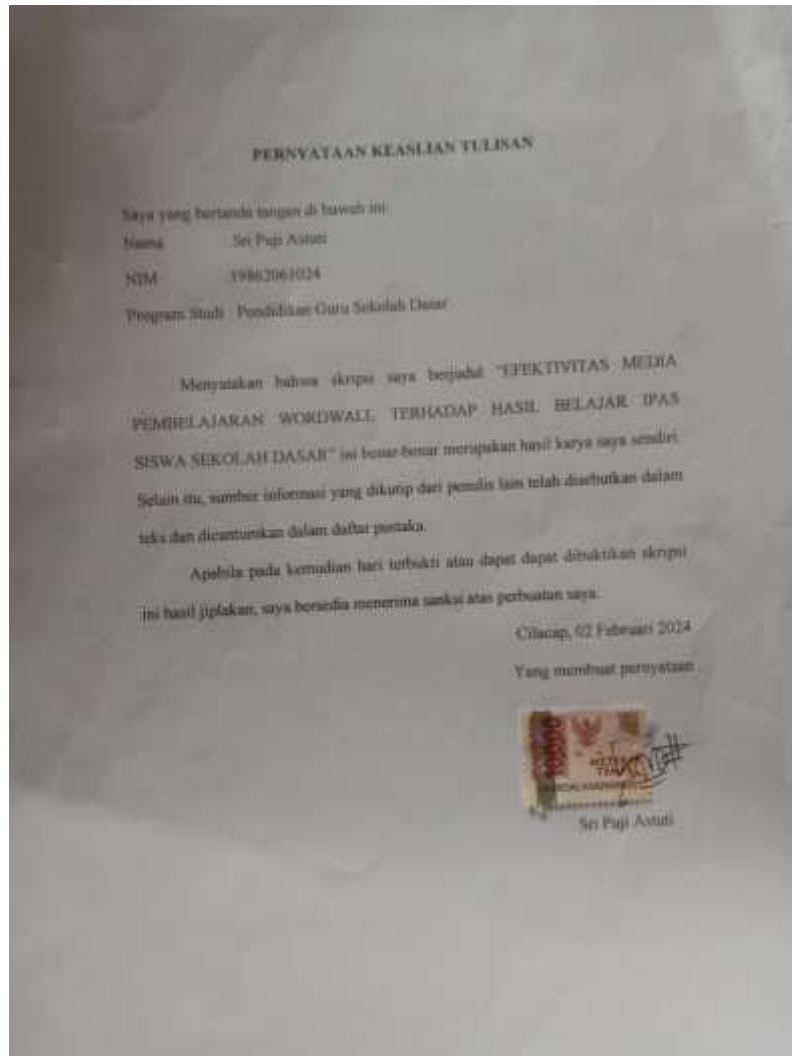 PERNYATAAN KEASLIAN TULISAN
Saya yang bertanda tangan di bawah ini
Nama Sri Puji Astuti
NIM 19862061024
Program Studi : Pendidikan Guru Sekolah Dasar
Menyatakan bahwa skripsi saya berjudul "EFEKTIVITAS MEDIA
PEMBELAJARAN WORDWALL TERHADAP HASIL BELAJAR IPAS
SISWA SEKOLAH DASAR" ini benar-benar merupakan hasil karya saya sendiri
Selain itu, sumber informasi yang dikutip dari penulis lain telah disebutkan dalam
teks dan dicantumkan dalam daftar pustaka.
Apabila pada kemudian hari terbukti atau dapat dapat dibuktikan skripsi
ini hasil jiplakan, saya bersedia menerima sanksi atas perbuatan saya.
Cilacap, 02 Februari 2024
Yang membuat pernyataan
10000
Sri Puji Astuti